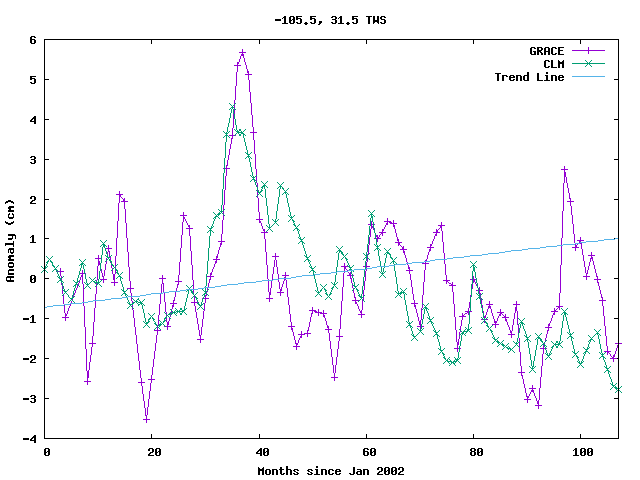 -105.5, 31.5 TWS
GRACE
CLM
Trend Line
6
5
4
3
2
1
0
-1
-2
-3
-4
Anomaly (cm)
0 20 40 60 80 100
Months since Jan 2002